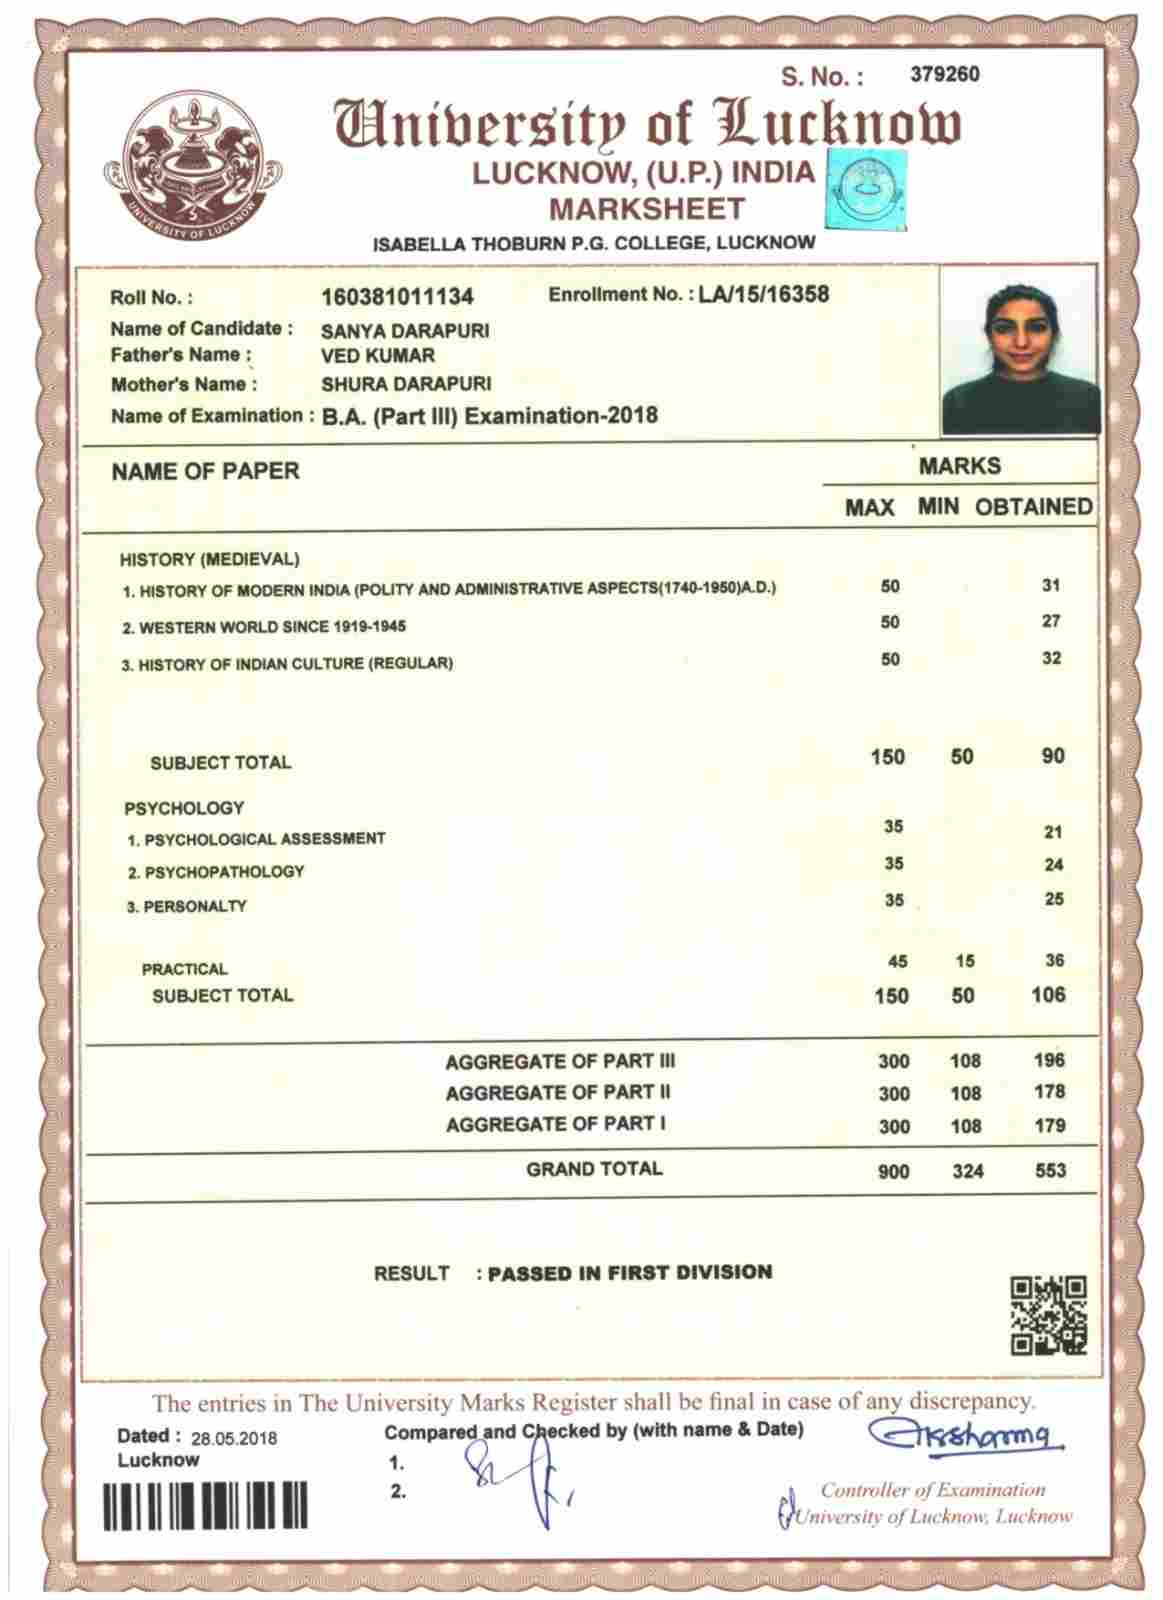 S. No. : 379260
University of Lucknow
LUCKNOW, (U.P.) INDIA
MARKSHEET
UNIVERSITY OF LUCKNOW
ISABELLA THOBURN P.G. COLLEGE, LUCKNOW
Roll No. : 160381011134 Enrollment No. : LA/15/16358
Name of Candidate : SANYA DARAPURI
Father's Name : VED KUMAR
Mother's Name : SHURA DARAPURI
Name of Examination : B.A. (Part III) Examination-2018
NAME OF PAPER MARKS
MAX MIN OBTAINED
HISTORY (MEDIEVAL)
1. HISTORY OF MODERN INDIA (POLITY AND ADMINISTRATIVE ASPECTS(1740-1950)A.D.) 50 31
2. WESTERN WORLD SINCE 1919-1945 50 27
3. HISTORY OF INDIAN CULTURE (REGULAR) 50 32
SUBJECT TOTAL 150 50 90
PSYCHOLOGY
1. PSYCHOLOGICAL ASSESSMENT 35 21
2. PSYCHOPATHOLOGY 35 24
3. PERSONALTY 35 25
PRACTICAL 45 15 36
SUBJECT TOTAL 150 50 106
AGGREGATE OF PART III 300 108 196
AGGREGATE OF PART II 300 108 178
AGGREGATE OF PART I 300 108 179
GRAND TOTAL 900 324 553
RESULT : PASSED IN FIRST DIVISION
The entries in The University Marks Register shall be final in case of any discrepancy.
Dated : 28.05.2018 Compared and Checked by (with name & Date)
Lucknow 1.
2.
Controller of Examination
University of Lucknow, Lucknow